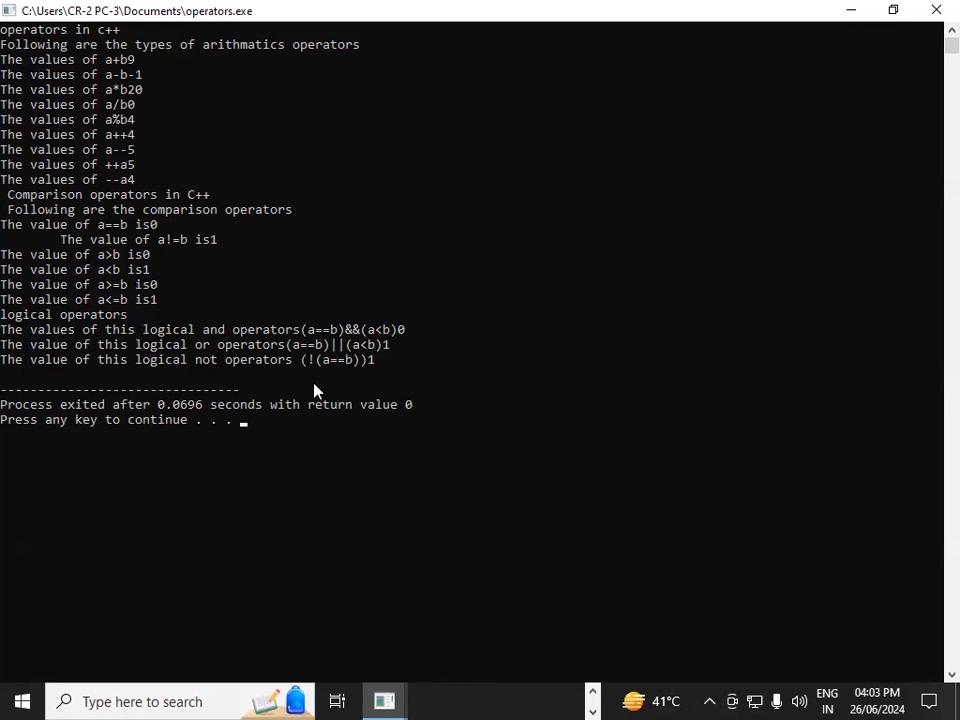 C:\Users\CR-2 PC-3\Documents\operators.exe
operators in c++
Following are the types of arithmatics operators
The values of a+b9
The values of a-b-1
The values of a*b20
The values of a/b0
The values of a%b4
The values of a++4
The values of a--5
The values of ++a5
The values of --a4
Comparison operators in C++
Following are the comparison operators
The value of a==b is0
The value of a!=b is1
The value of a>b is0
The value of a<b is1
The value of a>=b is0
The value of a<=b is1
logical operators
The values of this logical and operators(a==b)&&(a<b)0
The value of this logical or operators(a==b)||(a<b)1
The value of this logical not operators (!(a==b))1
--------------------------------
Process exited after 0.0696 seconds with return value 0
Press any key to continue . . .
Type here to search
41°C
ENG
IN
04:03 PM
26/06/2024